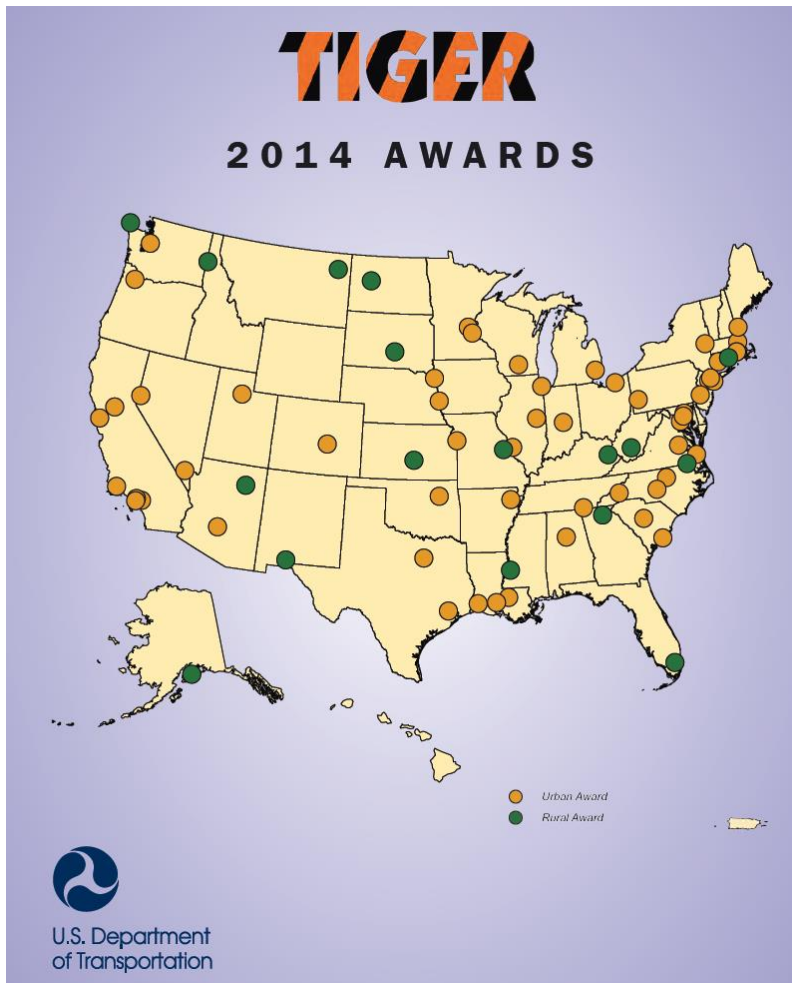 TIGER
2014 AWARDS
Urban Award
Rural Award
U.S. Department
of Transportation